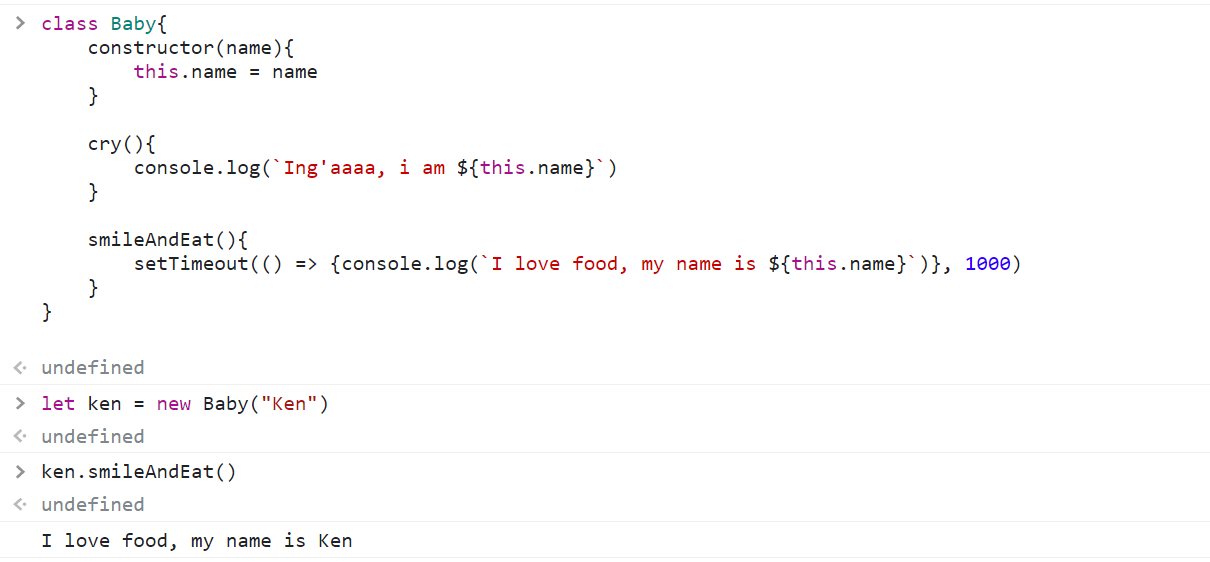 > class Baby{
    constructor(name){
        this.name = name
    }

    cry(){
        console.log(`Ing'aaaa, i am ${this.name}`)
    }

    smileAndEat(){
        setTimeout(() => {console.log(`I love food, my name is ${this.name}`)}, 1000)
    }
}
undefined
> let ken = new Baby("Ken")
undefined
> ken.smileAndEat()
undefined
I love food, my name is Ken